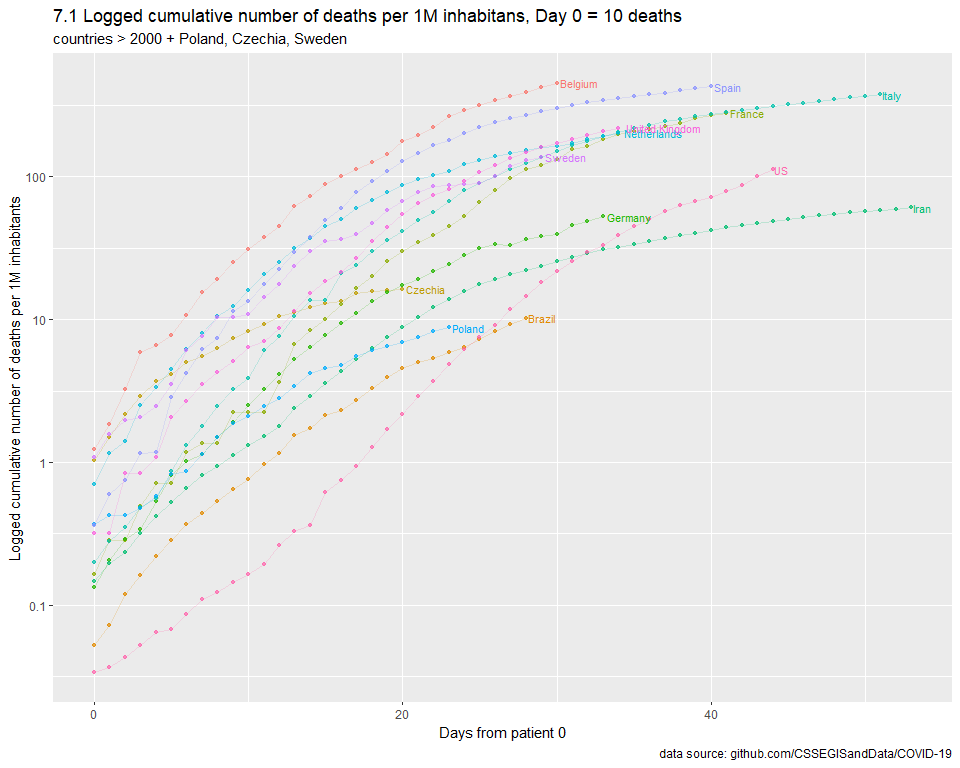 7.1 Logged cumulative number of deaths per 1M inhabitans, Day 0 = 10 deaths
countries > 2000 + Poland, Czechia, Sweden
Logged cumulative number of deaths per 1M inhabitants
100
10
1
0.1
Belgium
Spain
Italy
France
United Kingdom
Netherlands
Sweden
US
Iran
Germany
Czechia
Brazil
Poland
0
20
40
Days from patient 0
data source: github.com/CSSEGISandData/COVID-19